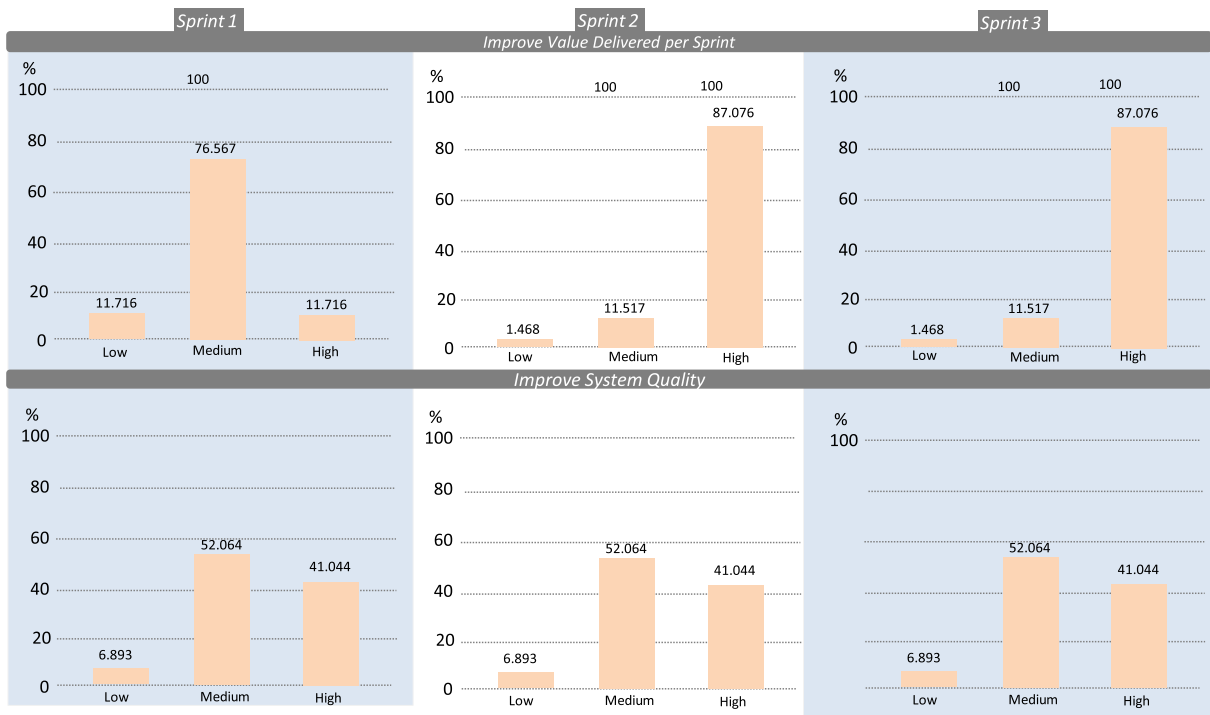 Sprint 1
Sprint 2
Sprint 3
Improve Value Delivered per Sprint
%
100
80
60
40
20
0
100
76.567
11.716
11.716
Low
Medium
High
%
100
80
60
40
20
0
100
100
87.076
11.517
1.468
Low
Medium
High
%
100
80
60
40
20
0
100
100
87.076
11.517
1.468
Low
Medium
High
Improve System Quality
%
100
80
60
40
20
0
52.064
41.044
6.893
Low
Medium
High
%
100
80
60
40
20
0
52.064
41.044
6.893
Low
Medium
High
%
100
52.064
41.044
6.893
Low
Medium
High